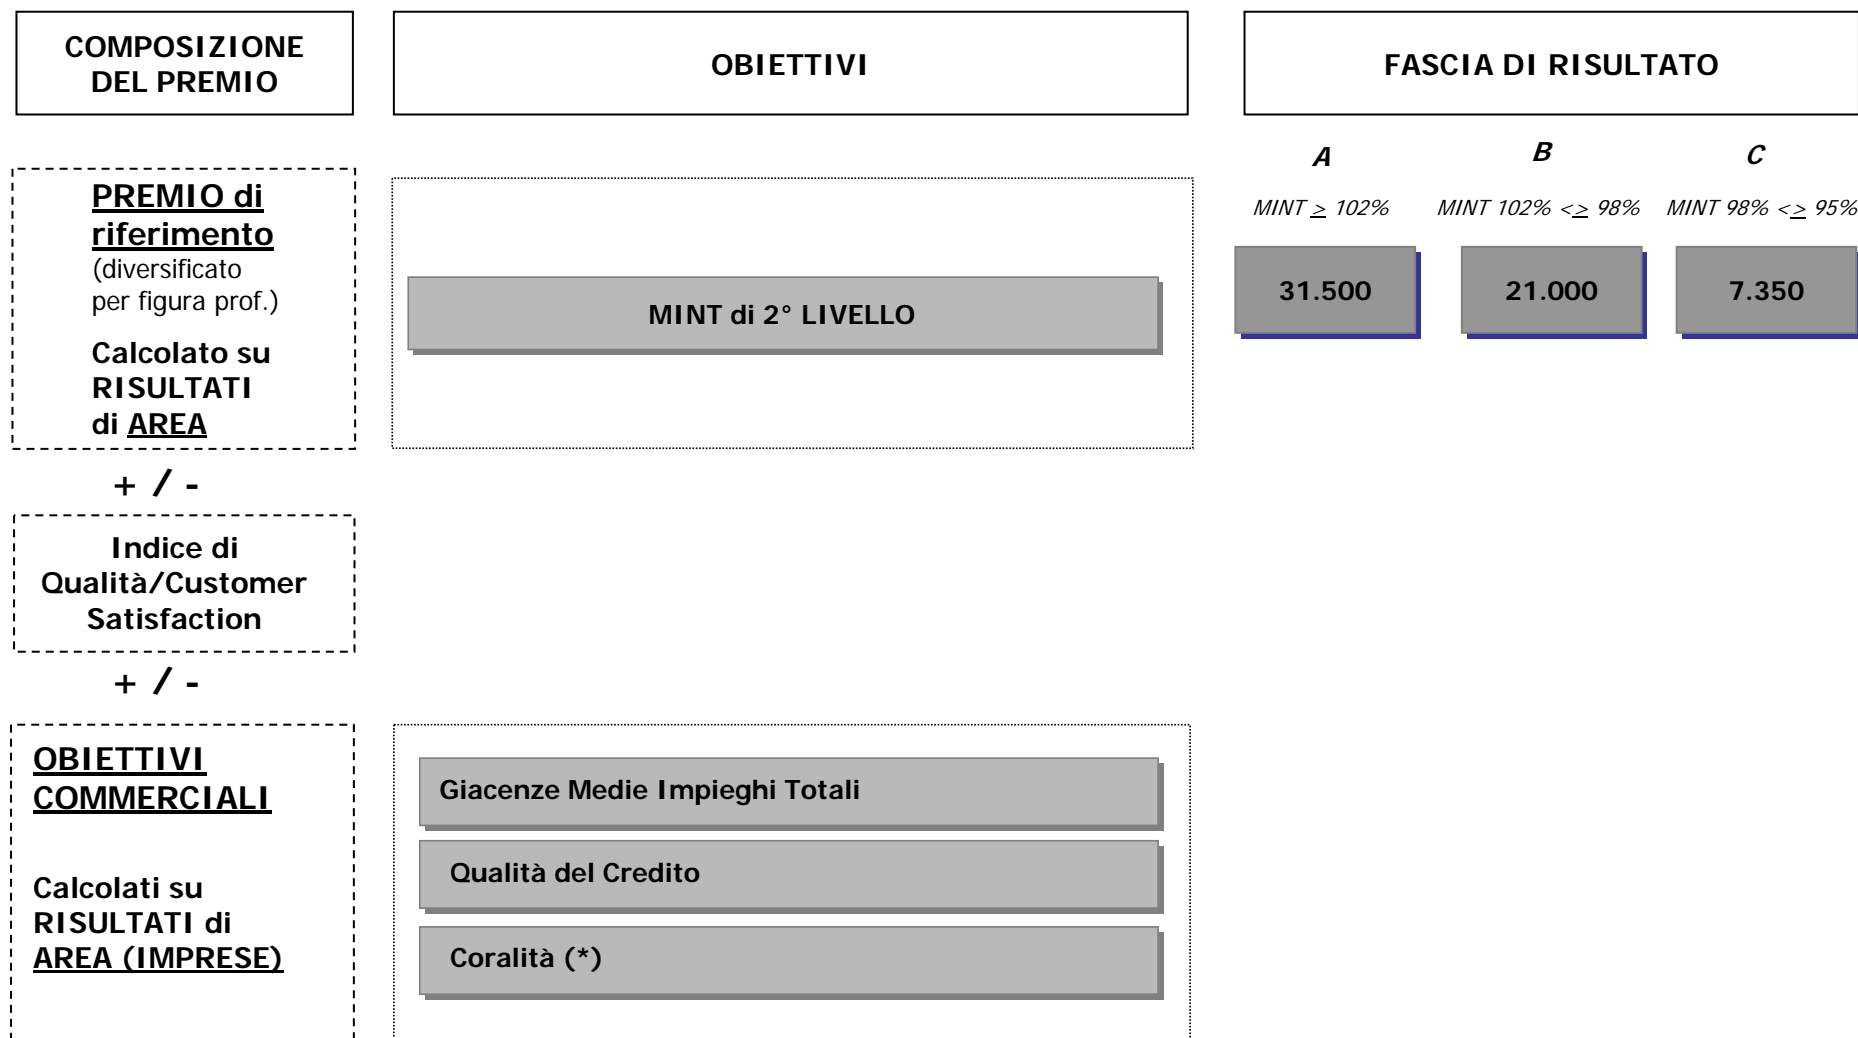 COMPOSIZIONE
DEL PREMIO
OBIETTIVI
FASCIA DI RISULTATO
A
B
C
MINT ≥ 102%
MINT 102% <≥ 98%
MINT 98% <≥ 95%
PREMIO di
riferimento
(diversificato
per figura prof.)
Calcolato su
RISULTATI
di AREA
MINT di 2° LIVELLO
31.500
21.000
7.350
+ / -
Indice di
Qualità/Customer
Satisfaction
+ / -
OBIETTIVI
COMMERCIALI
Calcolati su
RISULTATI di
AREA (IMPRESE)
Giacenze Medie Impieghi Totali
Qualità del Credito
Coralità (*)